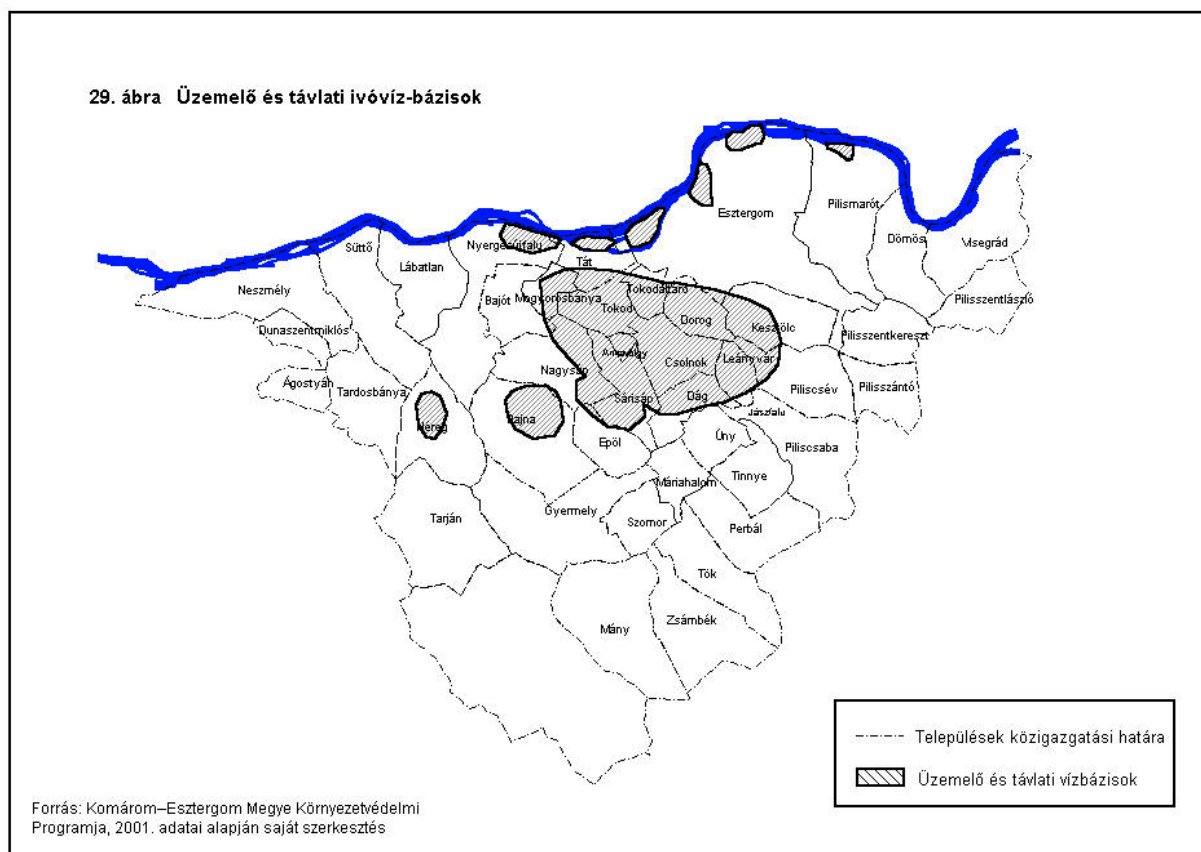 29. ábra Üzemelő és távlati ivóvíz-bázisok
Esztergom
Pilismarót
Dömös
Visegrád
Süttő
Nyergesújfalu
Lábatlan
Tát
Neszmély
Bajót
Mogyorósbánya
Tokodaltáró
Pilisszentlászló
Tokod
Dorog
Keszlölc
Dunaszentmiklós
Pilisszentkereszt
Csolnok
Leányvár
Nagysáp
Ágostyán
Tardosbánya
Piliscsév
Pilisszántó
Sárisáp
Dág
Jászfalu
Hereg
Bajna
Epöl
Úny
Piliscsaba
Tinnye
Máriahalom
Gyermely
Tarján
Szomor
Perbál
Tök
Zsámbék
Mány
Települések közigazgatási határa
Üzemelő és távlati vízbázisok
Forrás: Komárom–Esztergom Megye Környezetvédelmi
Programja, 2001. adatai alapján saját szerkesztés